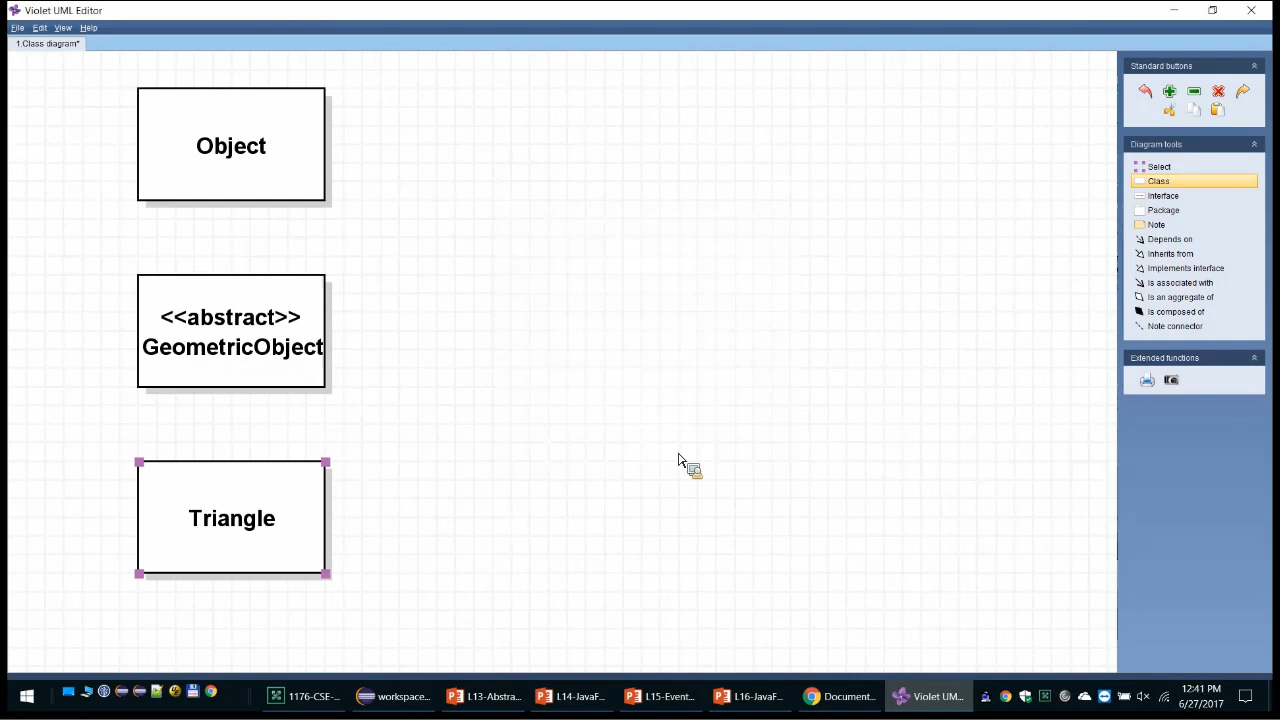 Violet UML Editor
File Edit View Help
1.Class diagram*
Object
<<abstract>>
GeometricObject
Triangle
Standard buttons
Diagram tools
Select
Class
Interface
Package
Note
Depends on
Inherits from
Implements interface
Is associated with
Is an aggregate of
Is composed of
Note connector
Extended functions
1176-CSE-...
workspace...
L13-Abstra...
L14-JavaF...
L15-Event...
L16-JavaF...
Document...
Violet UM...
12:41 PM
6/27/2017